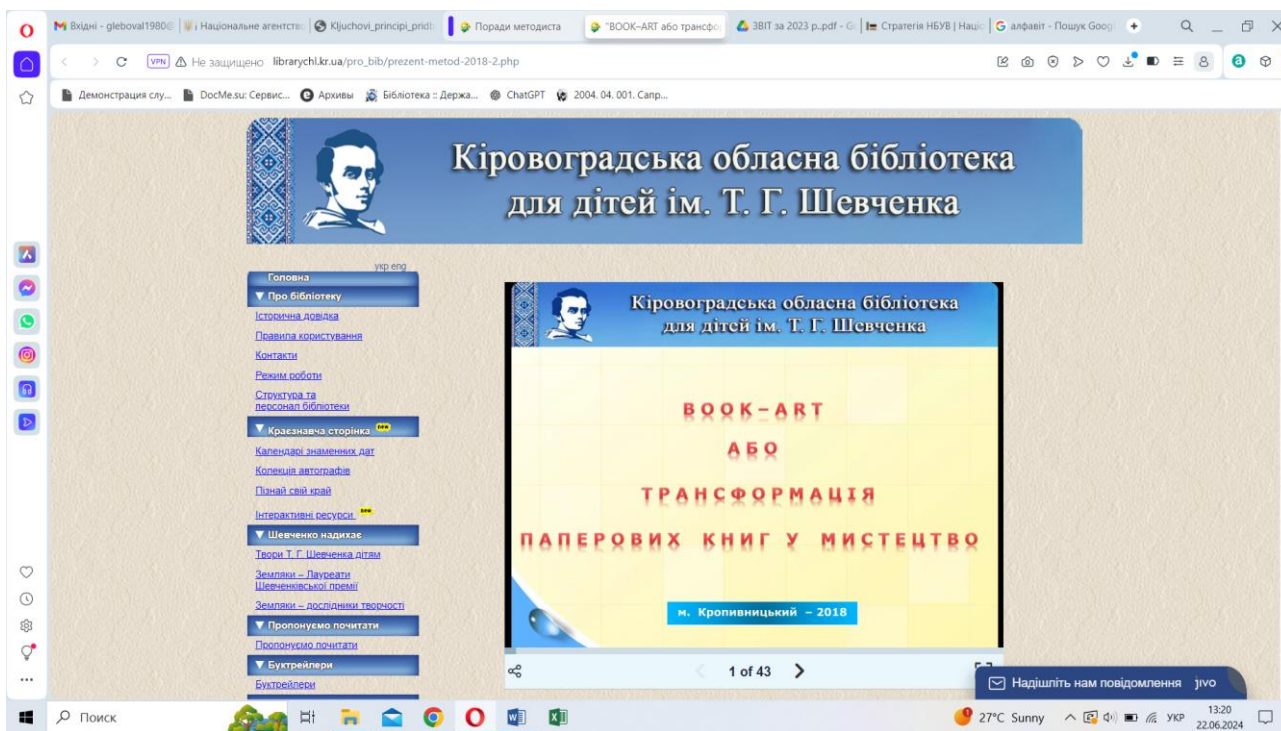 Вхідні - gleboval1980@
Національне агентств
Kljuchovi_principi_pridb
Поради методиста
"BOOK–ART або трансфо
ЗВІТ за 2023 р..pdf - G
Стратегія НБУВ | Наці
алфавіт - Пошук Goog
VPN
Не защищено librarychl.kr.ua/pro_bib/prezent-metod-2018-2.php
Демонстрация слу...
DocMe.su: Сервис...
Архивы
Бібліотека :: Держа...
ChatGPT
2004. 04. 001. Сапр...
Кіровоградська обласна бібліотека
для дітей ім. Т. Г. Шевченка
укр eng
Головна
Про бібліотеку
Історична довідка
Правила користування
Контакти
Режим роботи
Структура та
персонал бібліотеки
Краєзнавча сторінка new
Календарі знаменних дат
Колекція автографів
Пізнай свій край
Інтерактивні ресурси new
Шевченко надихає
Твори Т. Г. Шевченка дітям
Земляки – Лауреати
Шевченківської премії
Земляки – дослідники творчості
Пропонуємо почитати
Пропонуємо почитати
Буктрейлери
Буктрейлери
Кіровоградська обласна бібліотека
для дітей ім. Т. Г. Шевченка
BOOK–ART
АБО
ТРАНСФОРМАЦІЯ
ПАПЕРОВИХ КНИГ У МИСТЕЦТВО
м. Кропивницький – 2018
1 of 43
Надішліть нам повідомлення jivo
Поиск
27°C Sunny
УКР
13:20
22.06.2024